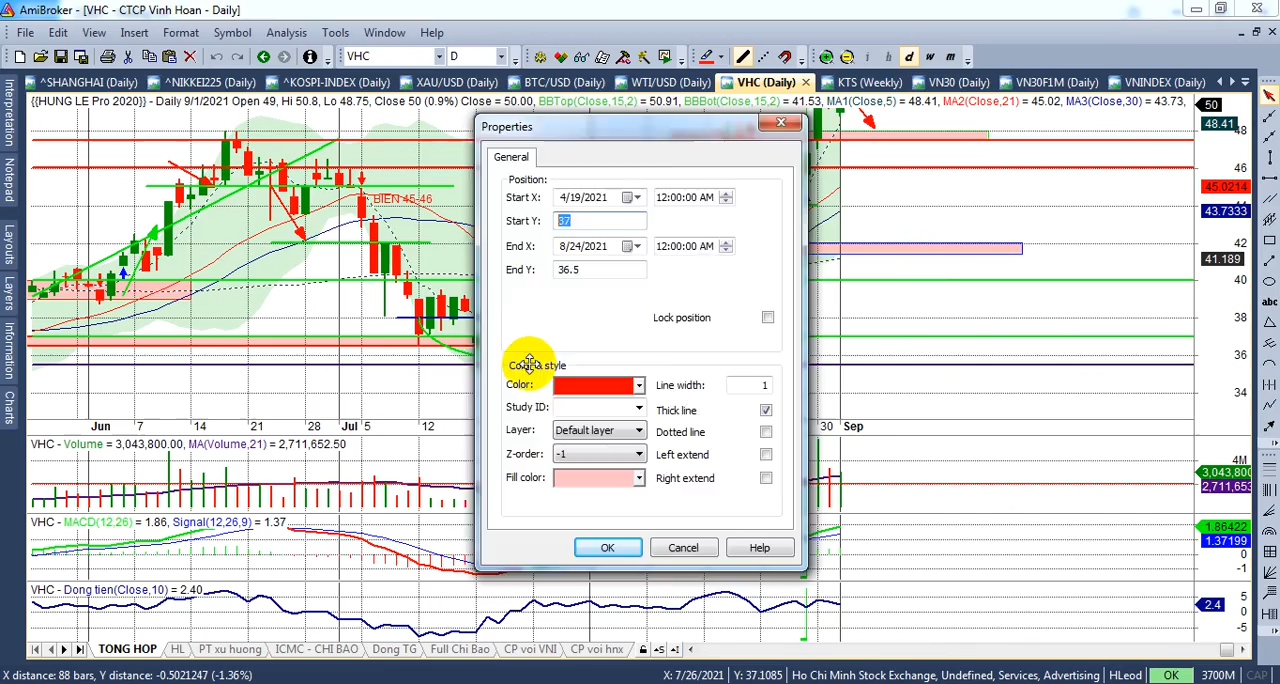 AmiBroker - [VHC - CTCP Vinh Hoan - Daily]
File Edit View Insert Format Symbol Analysis Tools Window Help
VHC D d w m
^SHANGHAI (Daily) ^NIKKEI225 (Daily) ^KOSPI-INDEX (Daily) XAU/USD (Daily) BTC/USD (Daily) WTI/USD (Daily) VHC (Daily) KTS (Weekly) VN30 (Daily) VN30F1M (Daily) VNINDEX (Daily)
{{HUNG LE Pro 2020}} - Daily 9/1/2021 Open 49, Hi 50.8, Lo 48.75, Close 50 (0.9%) Close = 50.00, BBTop(Close,15,2) = 50.91, BBBot(Close,15,2) = 41.53, MA1(Close,5) = 48.41, MA2(Close,21) = 45.02, MA3(Close,30) = 43.73,
Interpretation
Notepad
Layouts
Layers
Information
Charts
BIEN 45-46
50
48.41
48
46
45.0214
43.7333
42
41.189
40
38
36
34
abc
Properties
General
Position:
Start X: 4/19/2021 12:00:00 AM
Start Y: 37
End X: 8/24/2021 12:00:00 AM
End Y: 36.5
Lock position
Color & style
Color: Line width: 1
Study ID: Thick line
Layer: Default layer Dotted line
Z-order: -1 Left extend
Fill color: Right extend
OK Cancel Help
Jun 7 14 21 28 Jul 5 12 30 Sep
VHC - Volume = 3,043,800.00, MA(Volume,21) = 2,711,652.50
4M
3,043,800
2,711,653
VHC - MACD(12,26) = 1.86, Signal(12,26,9) = 1.37
1.86422
1.37199
0
-1
VHC - Dong tien(Close,10) = 2.40
5
2.4
0
-5
TONG HOP HL PT xu huong ICMC - CHI BAO Dong TG Full Chi Bao CP voi VNI CP voi hnx
X distance: 88 bars, Y distance: -0.5021247 (-1.36%) X: 7/26/2021 Y: 37.1085 Ho Chi Minh Stock Exchange, Undefined, Services, Advertising HLeod OK 3700M CAP